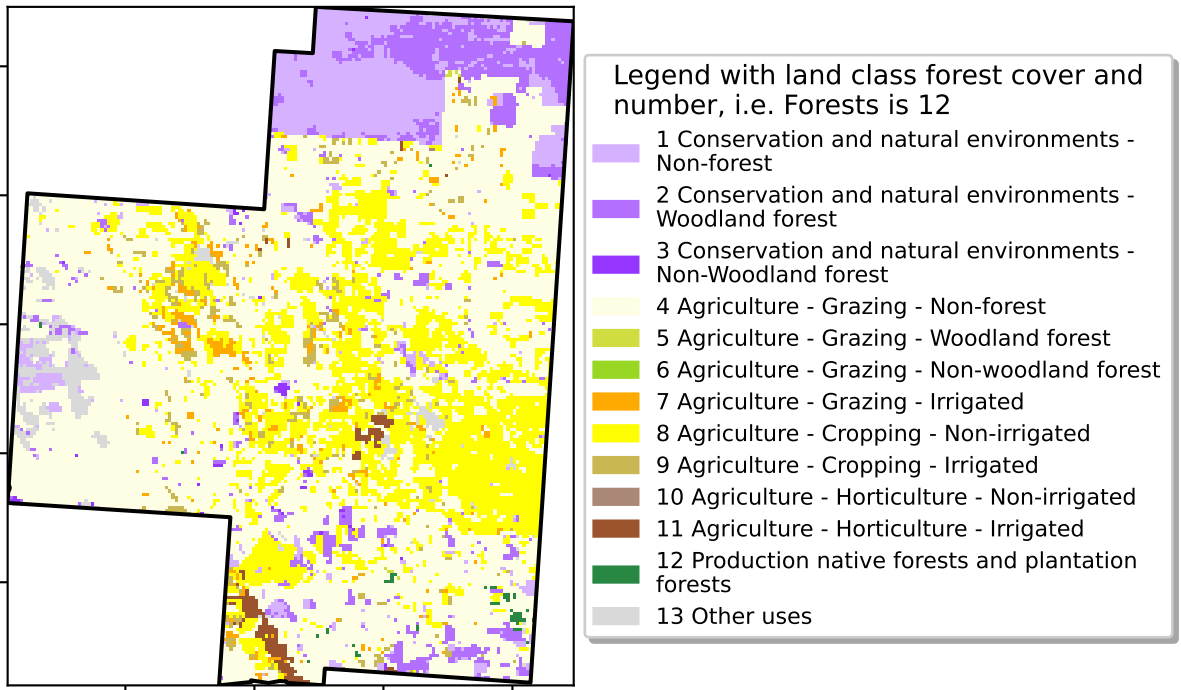 Legend with land class forest cover and
number, i.e. Forests is 12
1 Conservation and natural environments -
Non-forest
2 Conservation and natural environments -
Woodland forest
3 Conservation and natural environments -
Non-Woodland forest
4 Agriculture - Grazing - Non-forest
5 Agriculture - Grazing - Woodland forest
6 Agriculture - Grazing - Non-woodland forest
7 Agriculture - Grazing - Irrigated
8 Agriculture - Cropping - Non-irrigated
9 Agriculture - Cropping - Irrigated
10 Agriculture - Horticulture - Non-irrigated
11 Agriculture - Horticulture - Irrigated
12 Production native forests and plantation
forests
13 Other uses